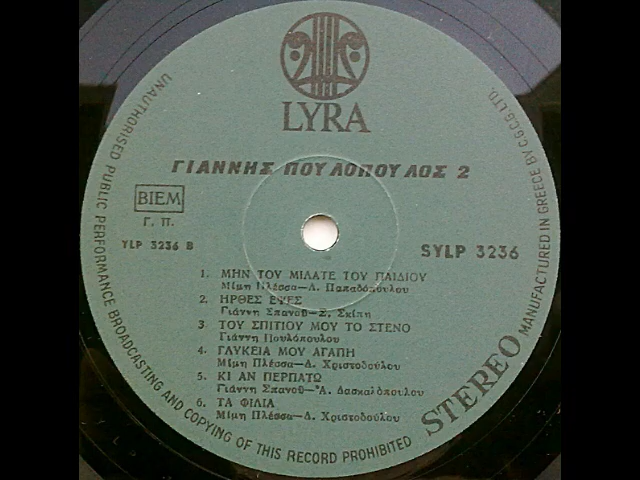 LYRA
ΓΙΑΝΝΗΣ ΠΟΥΛΟΠΟΥΛΟΣ 2
BIEM
Γ. Π.
YLP 3236 B
SYLP 3236
1. ΜΗΝ ΤΟΥ ΜΙΛΑΤΕ ΤΟΥ ΠΑΙΔΙΟΥ
Μίμη Πλέσσα-Λ. Παπαδόπουλου
2. ΗΡΘΕΣ ΕΨΕΣ
Γιάννη Σπανού-Σ. Σκίπη
3 ΤΟΥ ΣΠΙΤΙΟΥ ΜΟΥ ΤΟ ΣΤΕΝΟ
Γιάννη Πουλόπουλου
4. ΓΛΥΚΕΙΑ ΜΟΥ ΑΓΑΠΗ
Μίμη Πλέσσα-Δ. Χριστοδούλου
5. ΚΙ ΑΝ ΠΕΡΠΑΤΩ
Γιάννη Σπανού-Ἀ. Δασκαλόπουλου
6. ΤΑ ΦΙΛΙΑ
Μίμη Πλέσσα-Δ. Χριστοδούλου
STEREO
UNAUTHORISED PUBLIC PERFORMANCE BROADCASTING AND COPYING OF THIS RECORD PROHIBITED
MANUFACTURED IN GREECE BY C.G.C.G. LTD.